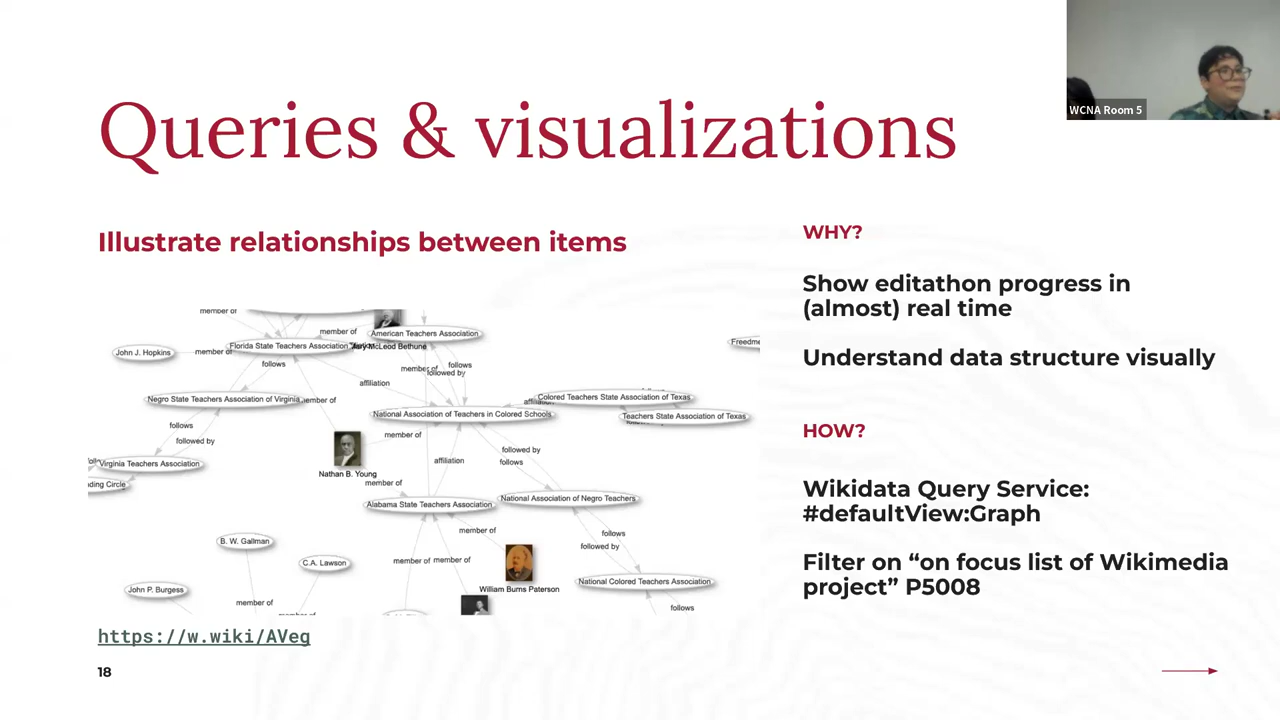 WCNA Room 5
Queries & visualizations
Illustrate relationships between items
member of
member of
American Teachers Association
John J. Hopkins
member of
Florida State Teachers Association
Mary McLeod Bethune
follows
member of
follows
followed by
affiliation
Negro State Teachers Association of Virginia
member of
National Association of Teachers in Colored Schools
Colored Teachers State Association of Texas
Teachers State Association of Texas
follows
followed by
member of
followed by
follows
Virginia Teachers Association
Nathan B. Young
affiliation
nding Circle
member of
Alabama State Teachers Association
National Association of Negro Teachers
B. W. Gallman
member of
follows
followed by
C.A. Lawson
member of
member of
John P. Burgess
William Burns Paterson
National Colored Teachers Association
member of
follows
https://w.wiki/AVeg
18
WHY?
Show editathon progress in
(almost) real time
Understand data structure visually
HOW?
Wikidata Query Service:
#defaultView:Graph
Filter on “on focus list of Wikimedia
project” P5008